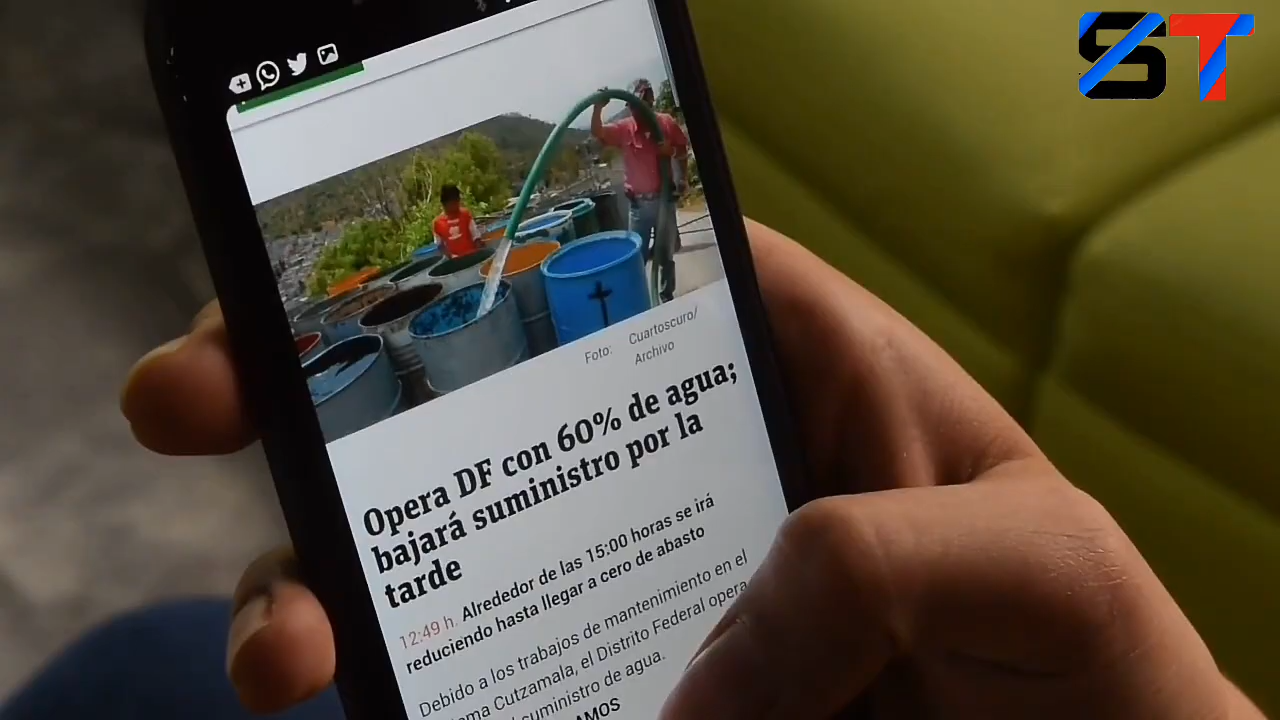 ST
Foto: Cuartoscuro/
Archivo
Opera DF con 60% de agua;
bajará suministro por la
tarde
12:49 h. Alrededor de las 15:00 horas se irá
reduciendo hasta llegar a cero de abasto
Debido a los trabajos de mantenimiento en el
Cutzamala, el Distrito Federal opera
suministro de agua.